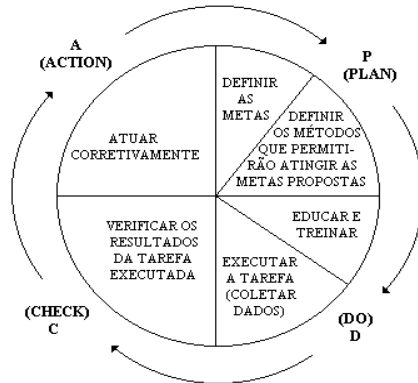 A
(ACTION)
P
(PLAN)
DEFINIR
AS
METAS
DEFINIR
OS MÉTODOS
QUE PERMITI-
RÃO ATINGIR AS
METAS PROPOSTAS
ATUAR
CORRETIVAMENTE
EDUCAR E
TREINAR
VERIFICAR OS
RESULTADOS
DA TAREFA
EXECUTADA
EXECUTAR
A TAREFA
(COLETAR
DADOS)
(CHECK)
C
(DO)
D